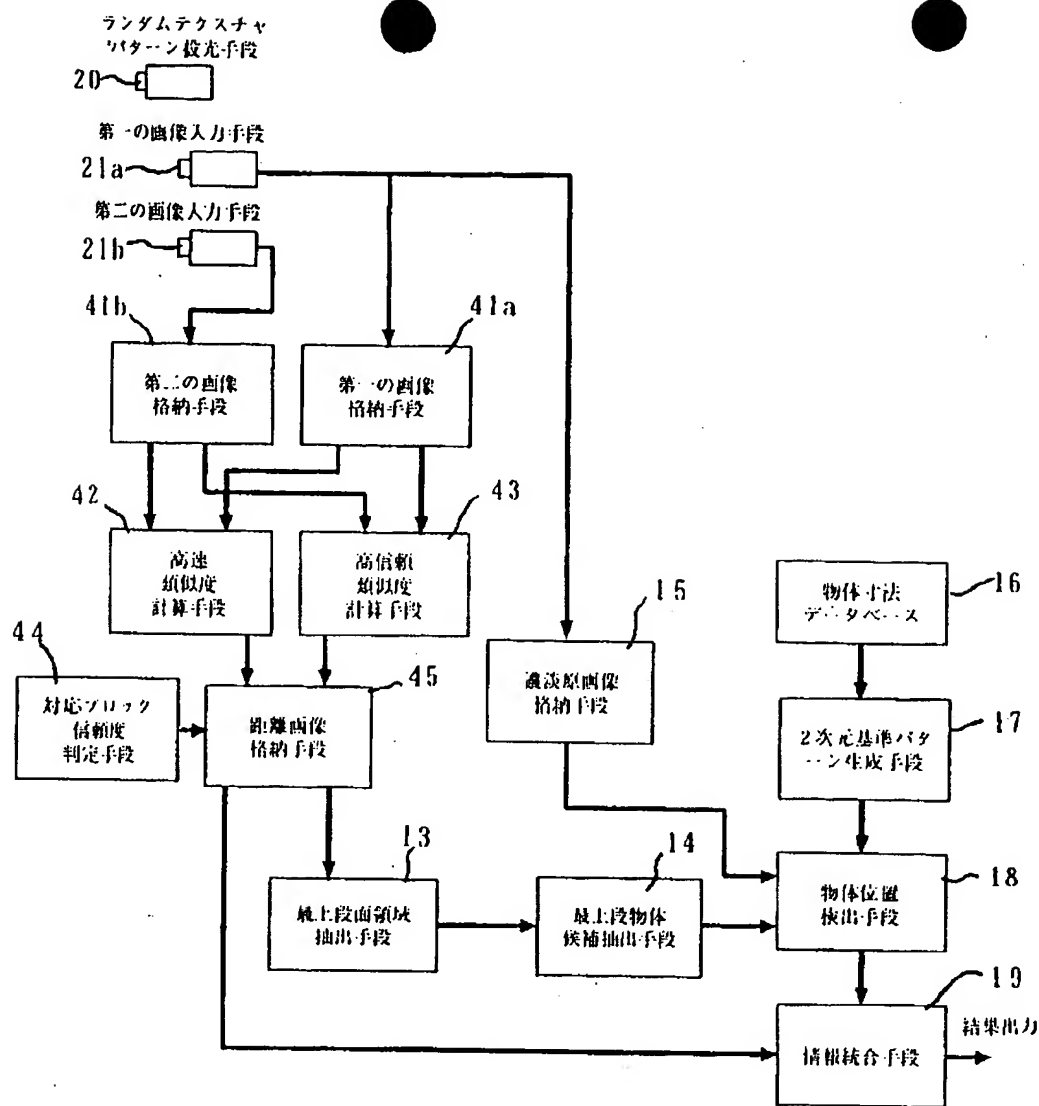 ランダムテクスチャ
パターン投光手段
20
第一の画像入力手段
21a
第二の画像入力手段
21b
41b
41a
第二の画像
格納手段
第一の画像
格納手段
42
43
高速
類似度
計算手段
高信頼
類似度
計算手段
16
物体寸法
データベース
15
44
45
濃淡原画像
格納手段
対応ブロック
信頼度
判定手段
距離画像
格納手段
17
2次元基準パタ
ーン生成手段
13
14
18
最上段面領域
抽出手段
最上段物体
候補抽出手段
物体位置
検出手段
19
結果出力
情報統合手段